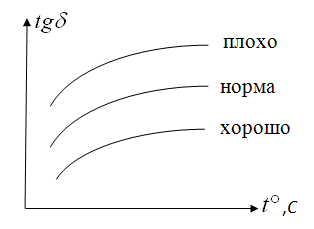 tgδ
плохо
норма
хорошо
t°,C